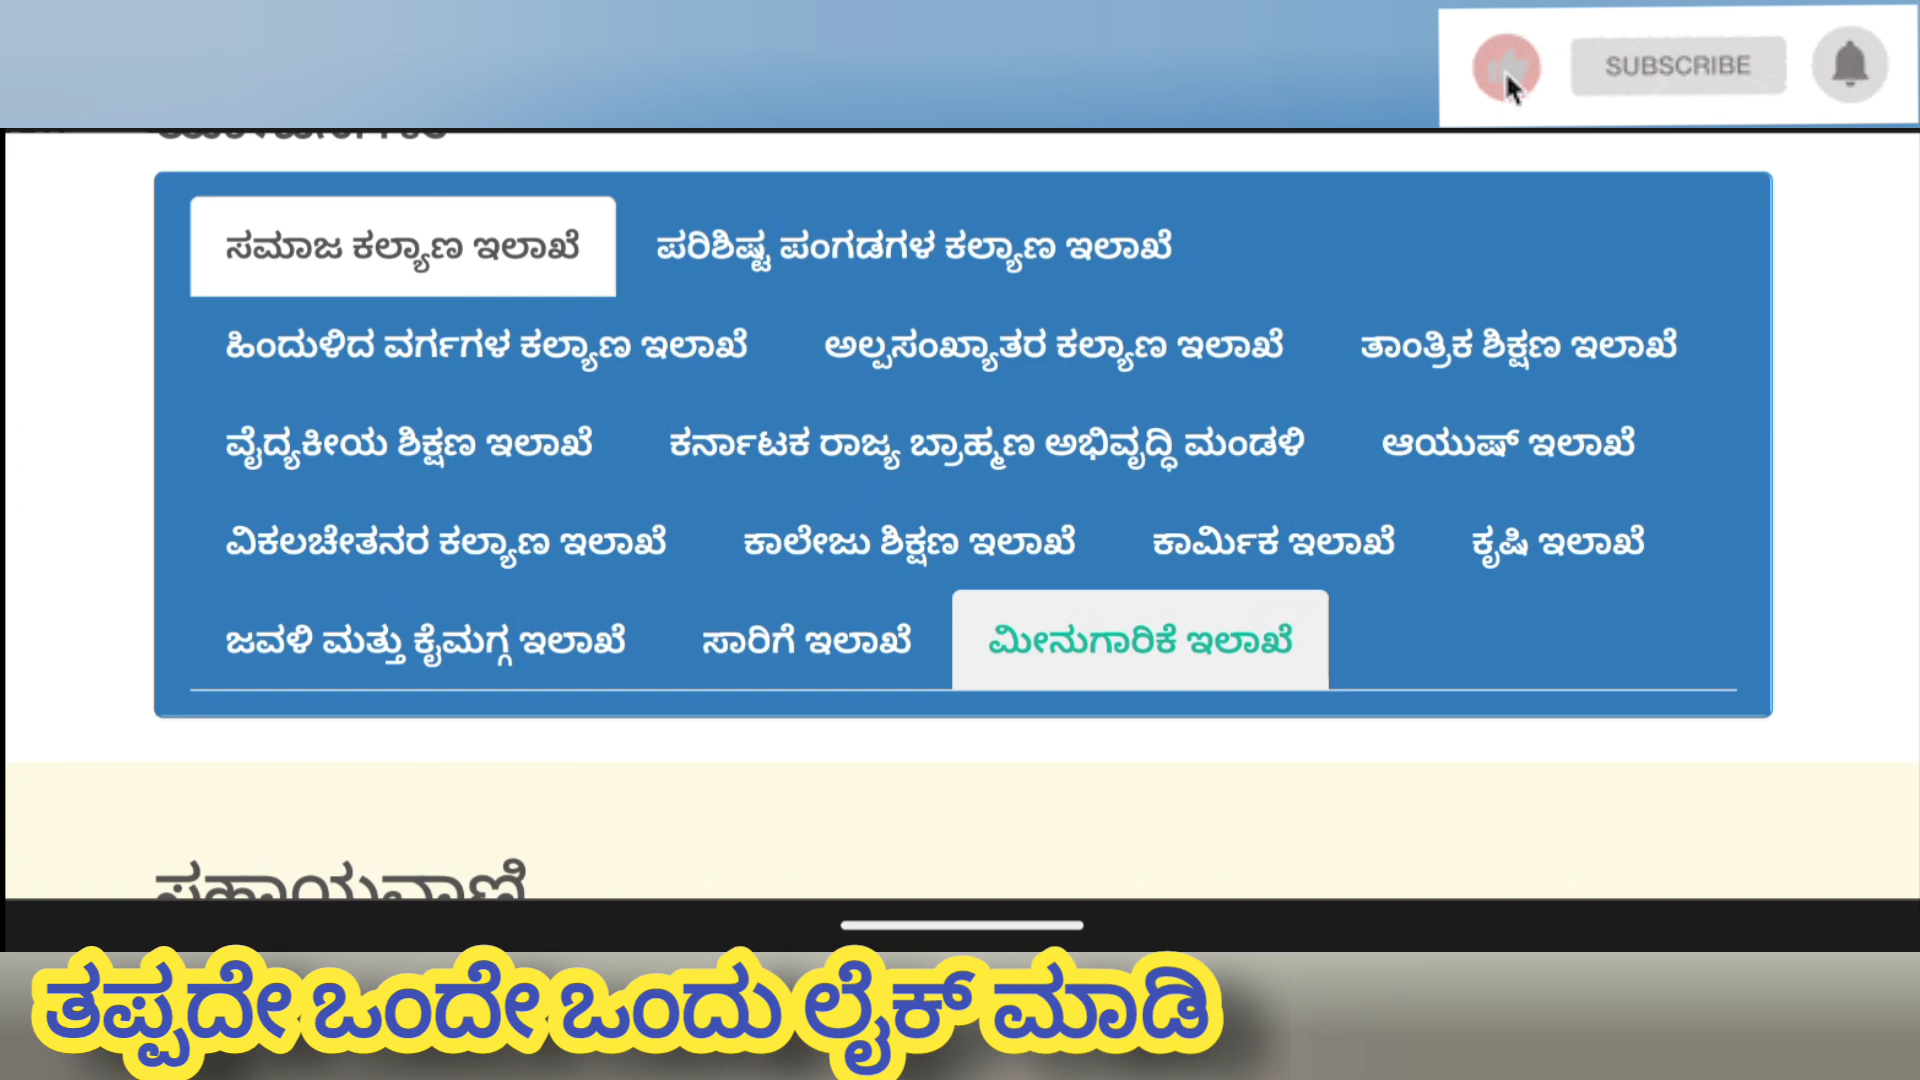 SUBSCRIBE
ಸಮಾಜ ಕಲ್ಯಾಣ ಇಲಾಖೆ ಪರಿಶಿಷ್ಟ ಪಂಗಡಗಳ ಕಲ್ಯಾಣ ಇಲಾಖೆ
ಹಿಂದುಳಿದ ವರ್ಗಗಳ ಕಲ್ಯಾಣ ಇಲಾಖೆ ಅಲ್ಪಸಂಖ್ಯಾತರ ಕಲ್ಯಾಣ ಇಲಾಖೆ ತಾಂತ್ರಿಕ ಶಿಕ್ಷಣ ಇಲಾಖೆ
ವೈದ್ಯಕೀಯ ಶಿಕ್ಷಣ ಇಲಾಖೆ ಕರ್ನಾಟಕ ರಾಜ್ಯ ಬ್ರಾಹ್ಮಣ ಅಭಿವೃದ್ಧಿ ಮಂಡಳಿ ಆಯುಷ್ ಇಲಾಖೆ
ವಿಕಲಚೇತನರ ಕಲ್ಯಾಣ ಇಲಾಖೆ ಕಾಲೇಜು ಶಿಕ್ಷಣ ಇಲಾಖೆ ಕಾರ್ಮಿಕ ಇಲಾಖೆ ಕೃಷಿ ಇಲಾಖೆ
ಜವಳಿ ಮತ್ತು ಕೈಮಗ್ಗ ಇಲಾಖೆ ಸಾರಿಗೆ ಇಲಾಖೆ ಮೀನುಗಾರಿಕೆ ಇಲಾಖೆ
ಸಹಾಯವಾಣಿ
ತಪ್ಪದೇ ಒಂದೇ ಒಂದು ಲೈಕ್ ಮಾಡಿ